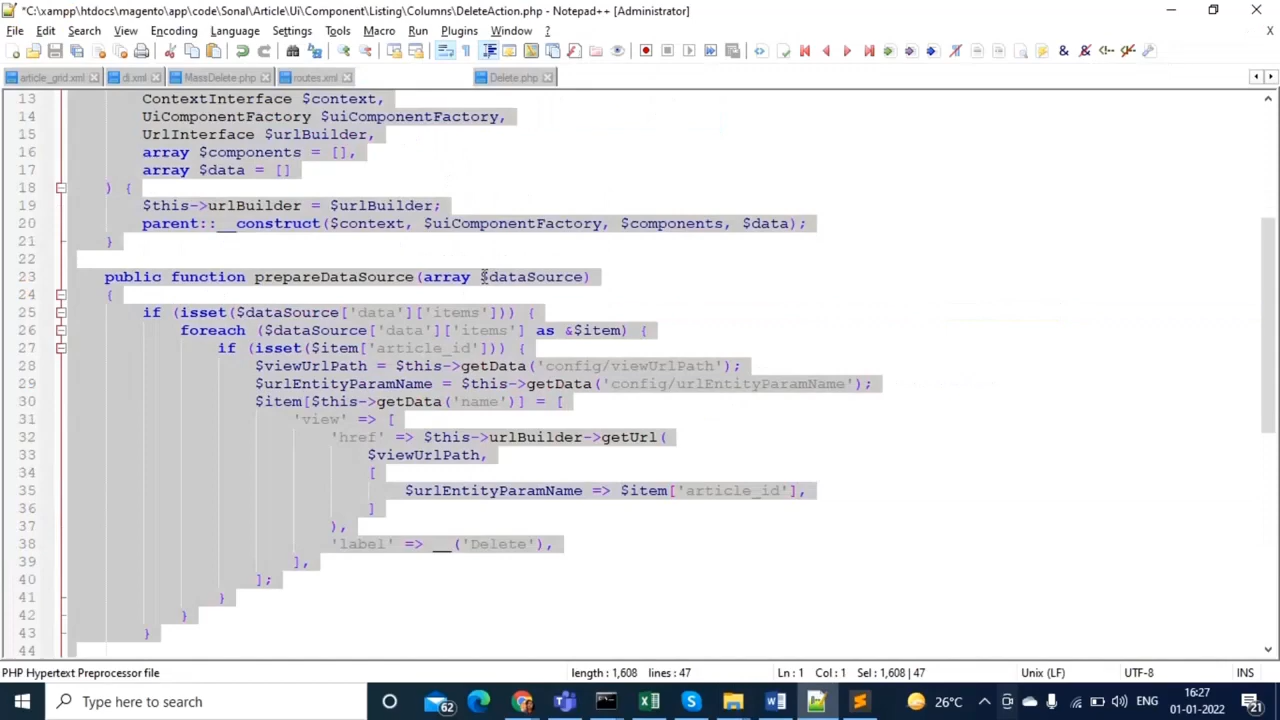 *C:\xampp\htdocs\magento\app\code\Sonal\Article\Ui\Component\Listing\Columns\DeleteAction.php - Notepad++ [Administrator]
File Edit Search View Encoding Language Settings Tools Macro Run Plugins Window ? X
article_grid.xml di.xml MassDelete.php routes.xml Delete.php
13 ContextInterface $context,
14 UiComponentFactory $uiComponentFactory,
15 UrlInterface $urlBuilder,
16 array $components = [],
17 array $data = []
18 ) {
19 $this->urlBuilder = $urlBuilder;
20 parent::__construct($context, $uiComponentFactory, $components, $data);
21 }
22
23 public function prepareDataSource(array $dataSource)
24 {
25 if (isset($dataSource['data']['items'])) {
26 foreach ($dataSource['data']['items'] as &$item) {
27 if (isset($item['article_id'])) {
28 $viewUrlPath = $this->getData('config/viewUrlPath');
29 $urlEntityParamName = $this->getData('config/urlEntityParamName');
30 $item[$this->getData('name')] = [
31 'view' => [
32 'href' => $this->urlBuilder->getUrl(
33 $viewUrlPath,
34 [
35 $urlEntityParamName => $item['article_id'],
36 ]
37 ),
38 'label' => __('Delete'),
39 ],
40 ];
41 }
42 }
43 }
44
PHP Hypertext Preprocessor file length : 1,608 lines : 47 Ln : 1 Col : 1 Sel : 1,608 | 47 Unix (LF) UTF-8 INS
Type here to search 62 26°C ENG 16:27
01-01-2022 21